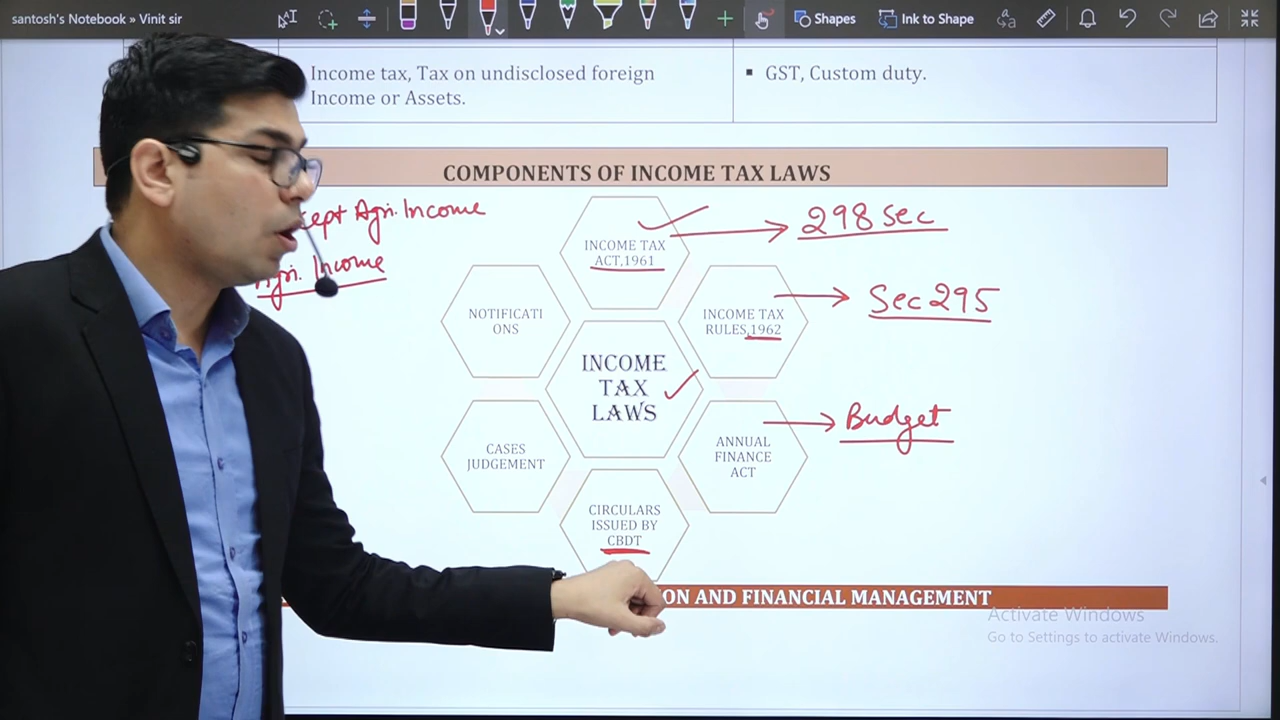 santosh's Notebook » Vinit sir
Shapes
Ink to Shape
Income tax, Tax on undisclosed foreign
Income or Assets.
▪ GST, Custom duty.
COMPONENTS OF INCOME TAX LAWS
Agri. Income
Income
INCOME TAX
ACT,1961
298 Sec
NOTIFICATI
ONS
INCOME TAX
RULES,1962
Sec 295
INCOME
TAX
LAWS
CASES
JUDGEMENT
ANNUAL
FINANCE
ACT
Budget
CIRCULARS
ISSUED BY
CBDT
AND FINANCIAL MANAGEMENT
Activate Windows
Go to Settings to activate Windows.